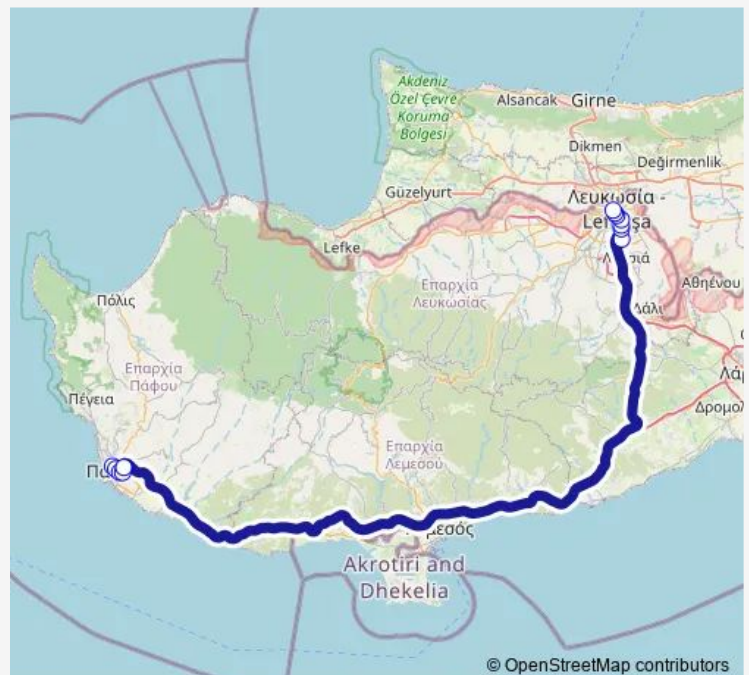 Akdeniz
Özel Çevre
Koruma
Bolgesi
Alsancak
Girne
Dikmen
Değirmenlik
Güzelyurt
Λευκωσία -
Lefke
Αθηένου
Επαρχία
Λευκωσίας
Πόλις
Επαρχία
Πάφου
Πέγεια
Επαρχία
Λεμεσού
Akrotiri and
Dhekelia
© OpenStreetMap contributors